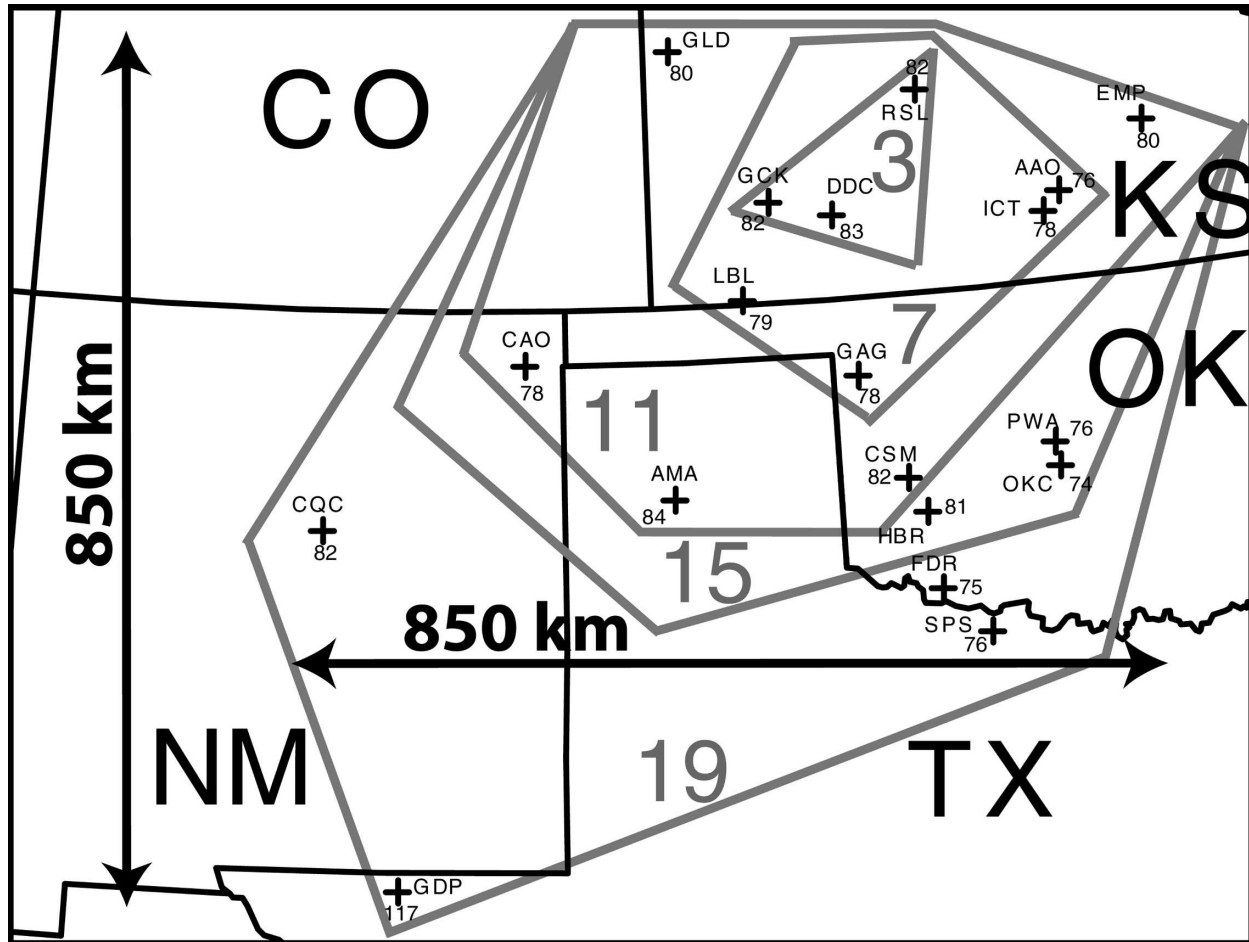 GLD
80
CO
82
RSL
EMP
80
3
GCK
82
DDC
83
AAO 76
ICT
78
KS
LBL
79
7
OK
CAO
78
GAG
78
11
850 km
PWA 76
OKC 74
CSM
82
AMA
84
CQC
82
81
HBR
15
FDR
75
850 km
SPS
76
NM
19
TX
GDP
117